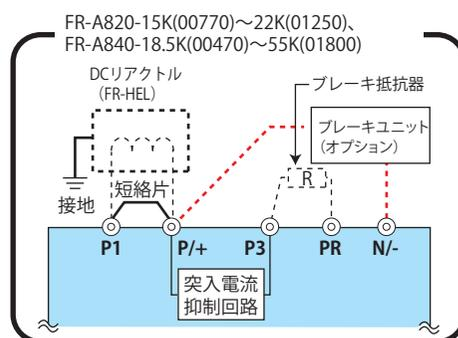 FR-A820-15K(00770)～22K(01250)、
FR-A840-18.5K(00470)～55K(01800)
DCリアクトル
（FR-HEL）
ブレーキ抵抗器
ブレーキユニット
(オプション)
R
接地
短絡片
P1
P/+
P3
PR
N/-
突入電流
抑制回路